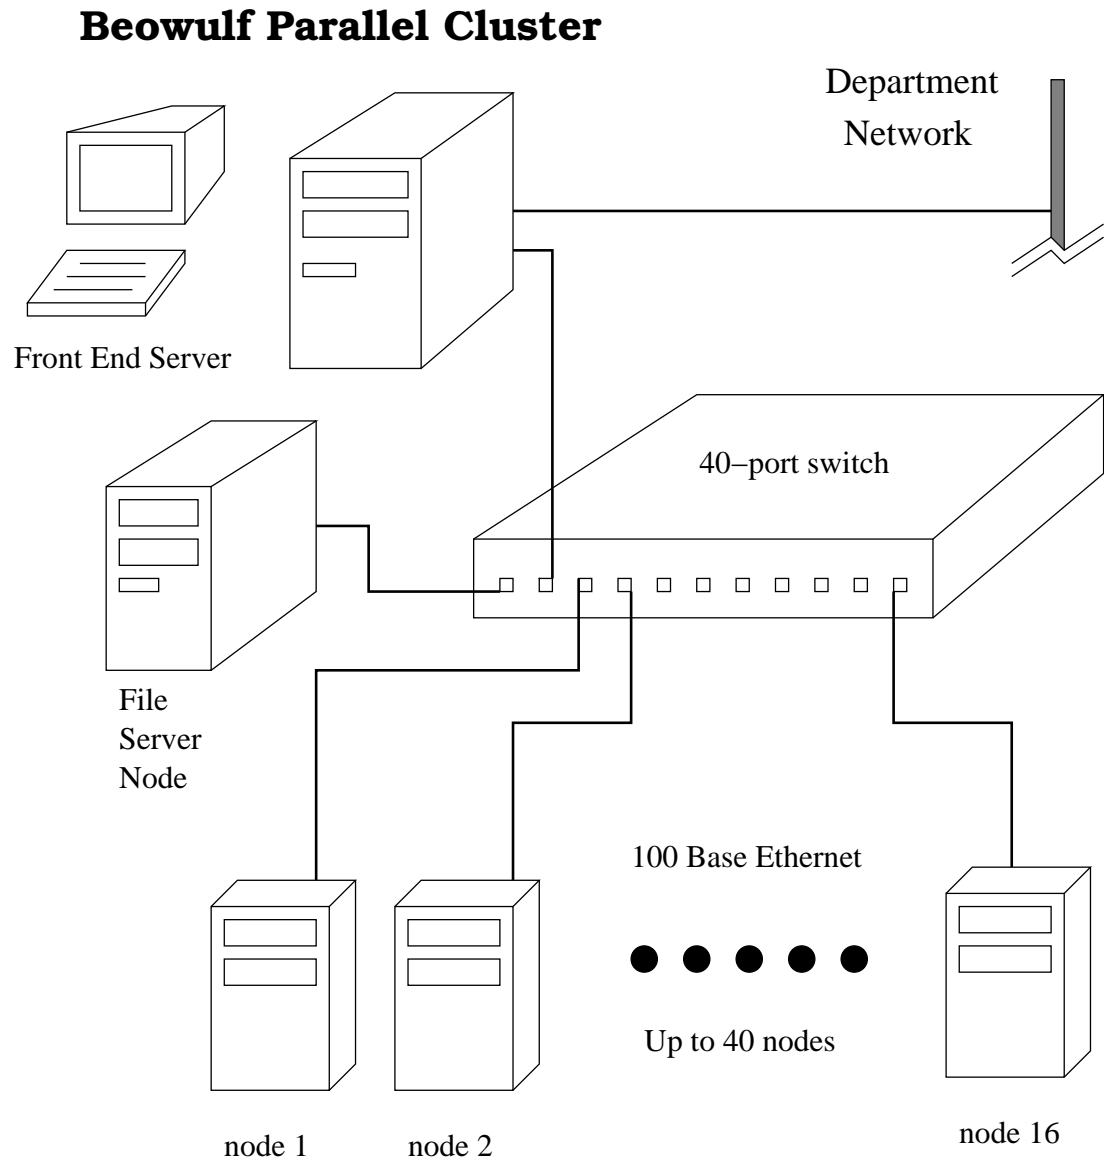 Beowulf Parallel Cluster
Department
Network
Front End Server
40−port switch
File
Server
Node
100 Base Ethernet
Up to 40 nodes
node 1
node 2
node 16